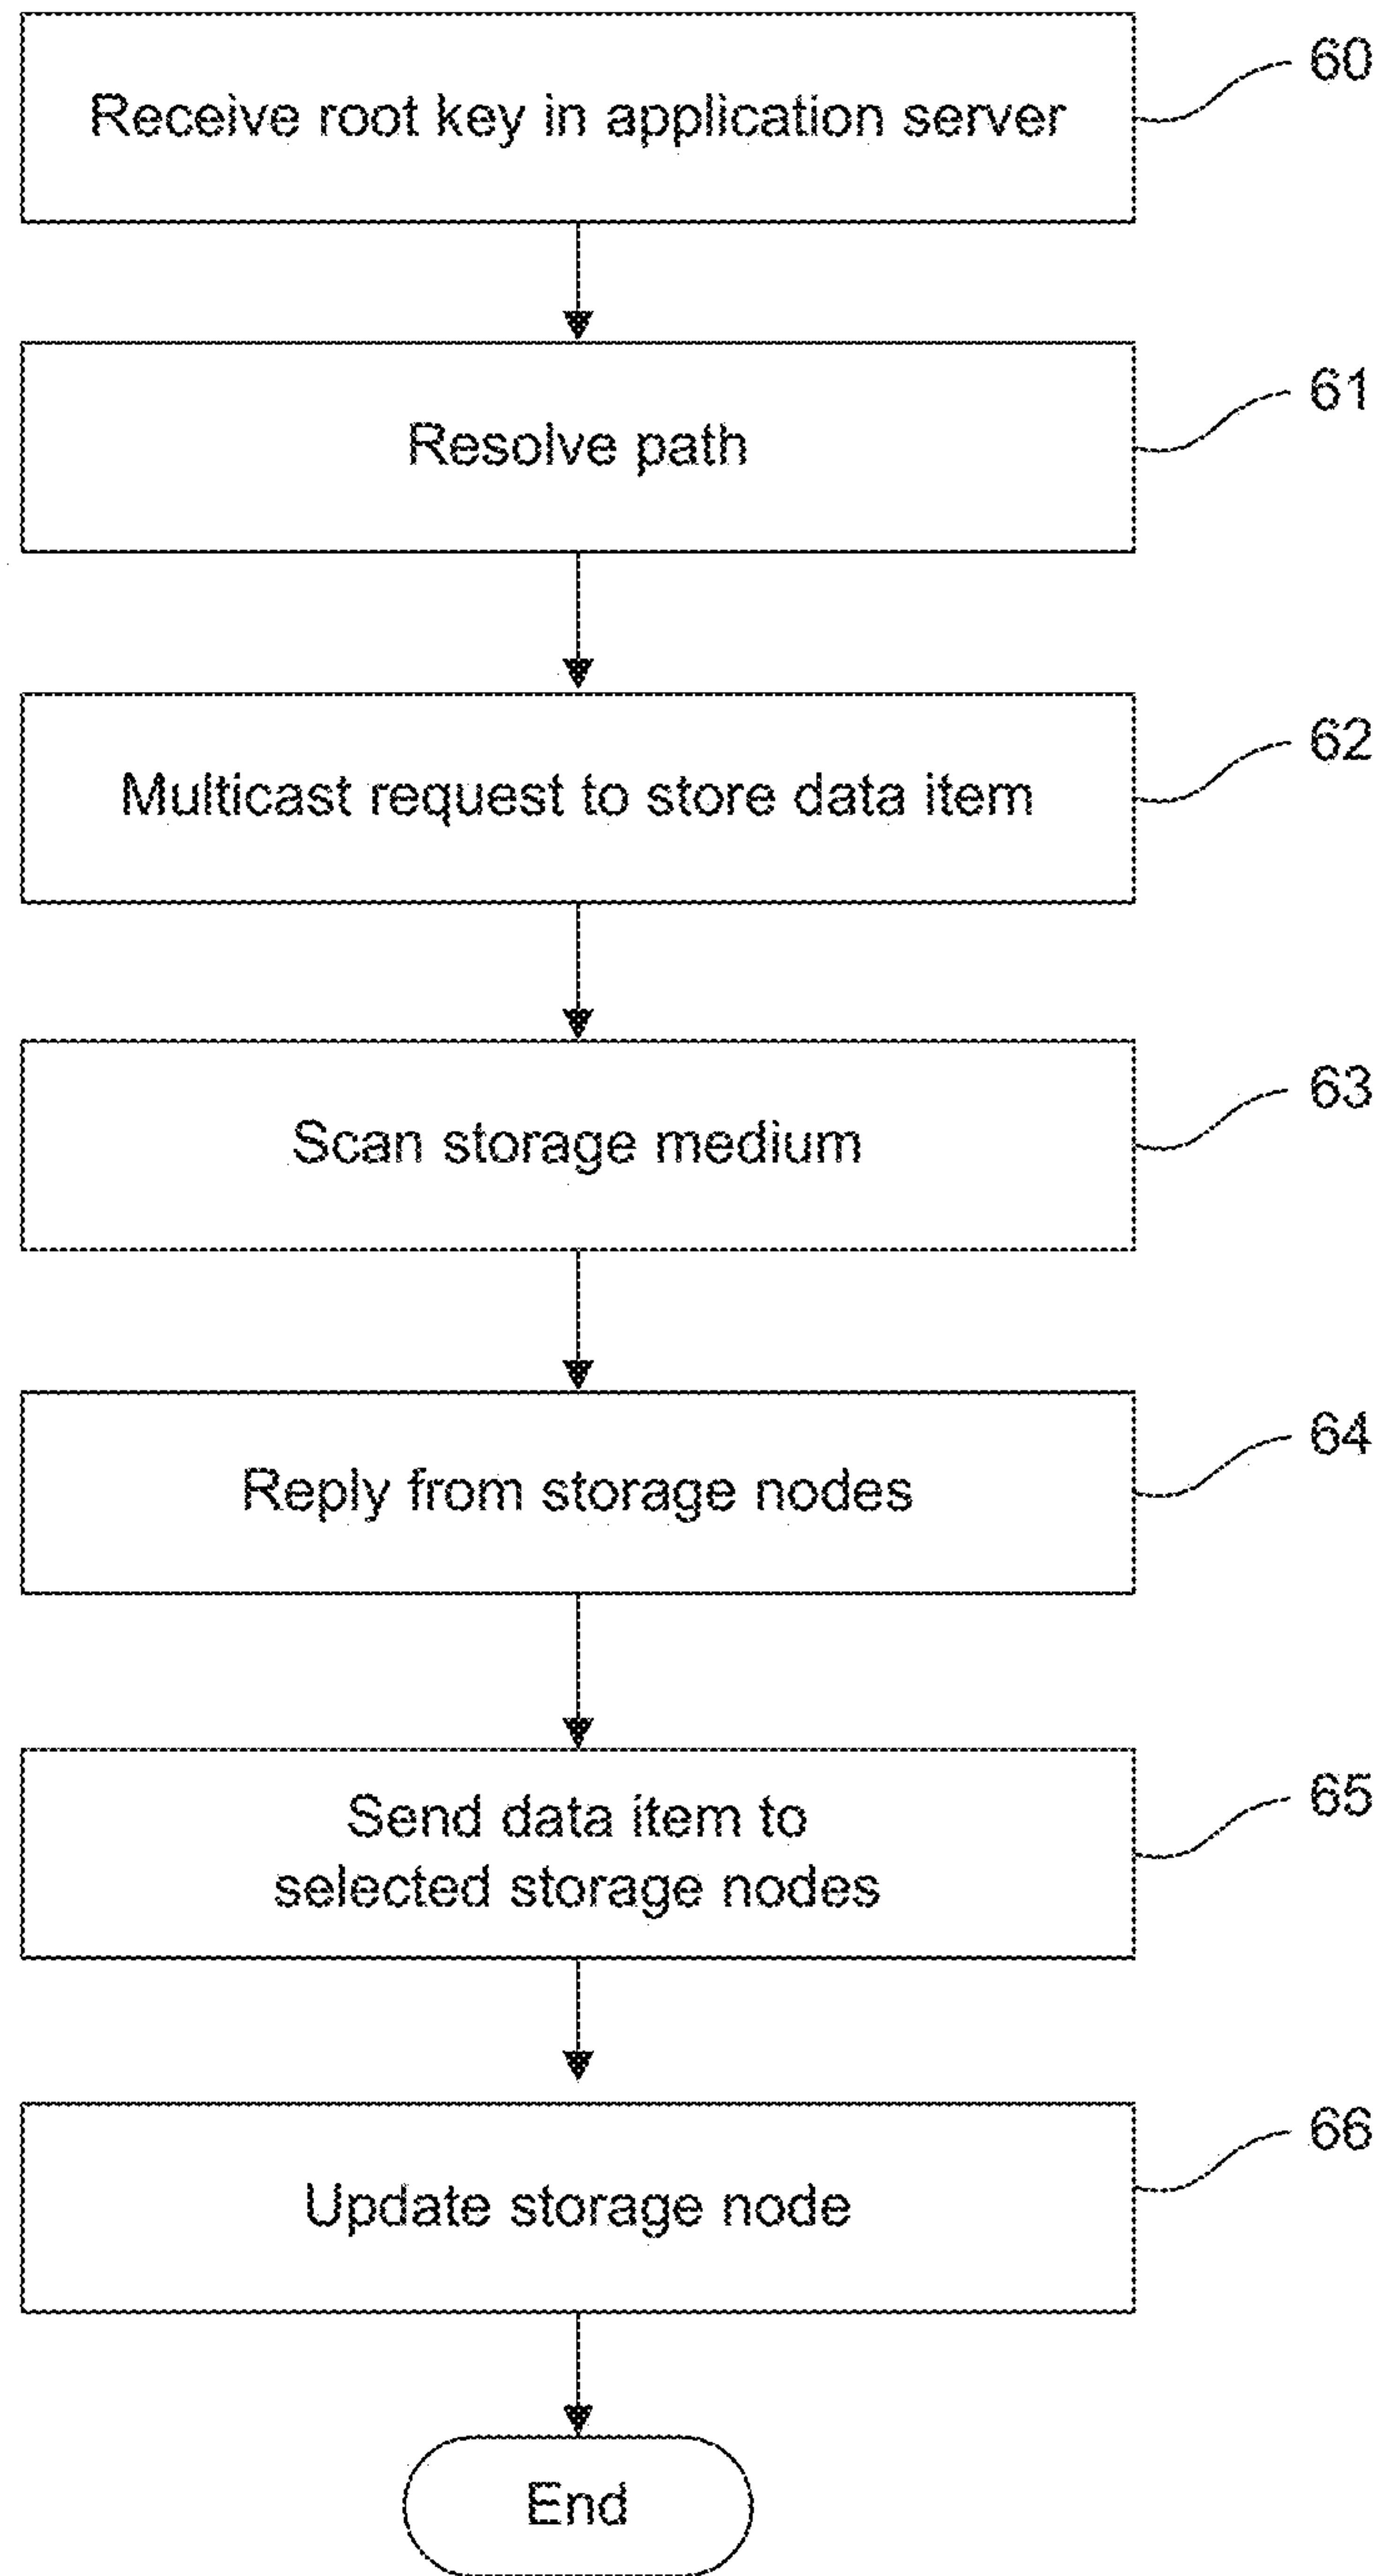 Receive root key in application server
60
Resolve path
61
Multicast request to store data item
62
Scan storage medium
63
Reply from storage nodes
64
Send data item to
selected storage nodes
65
Update storage node
66
End